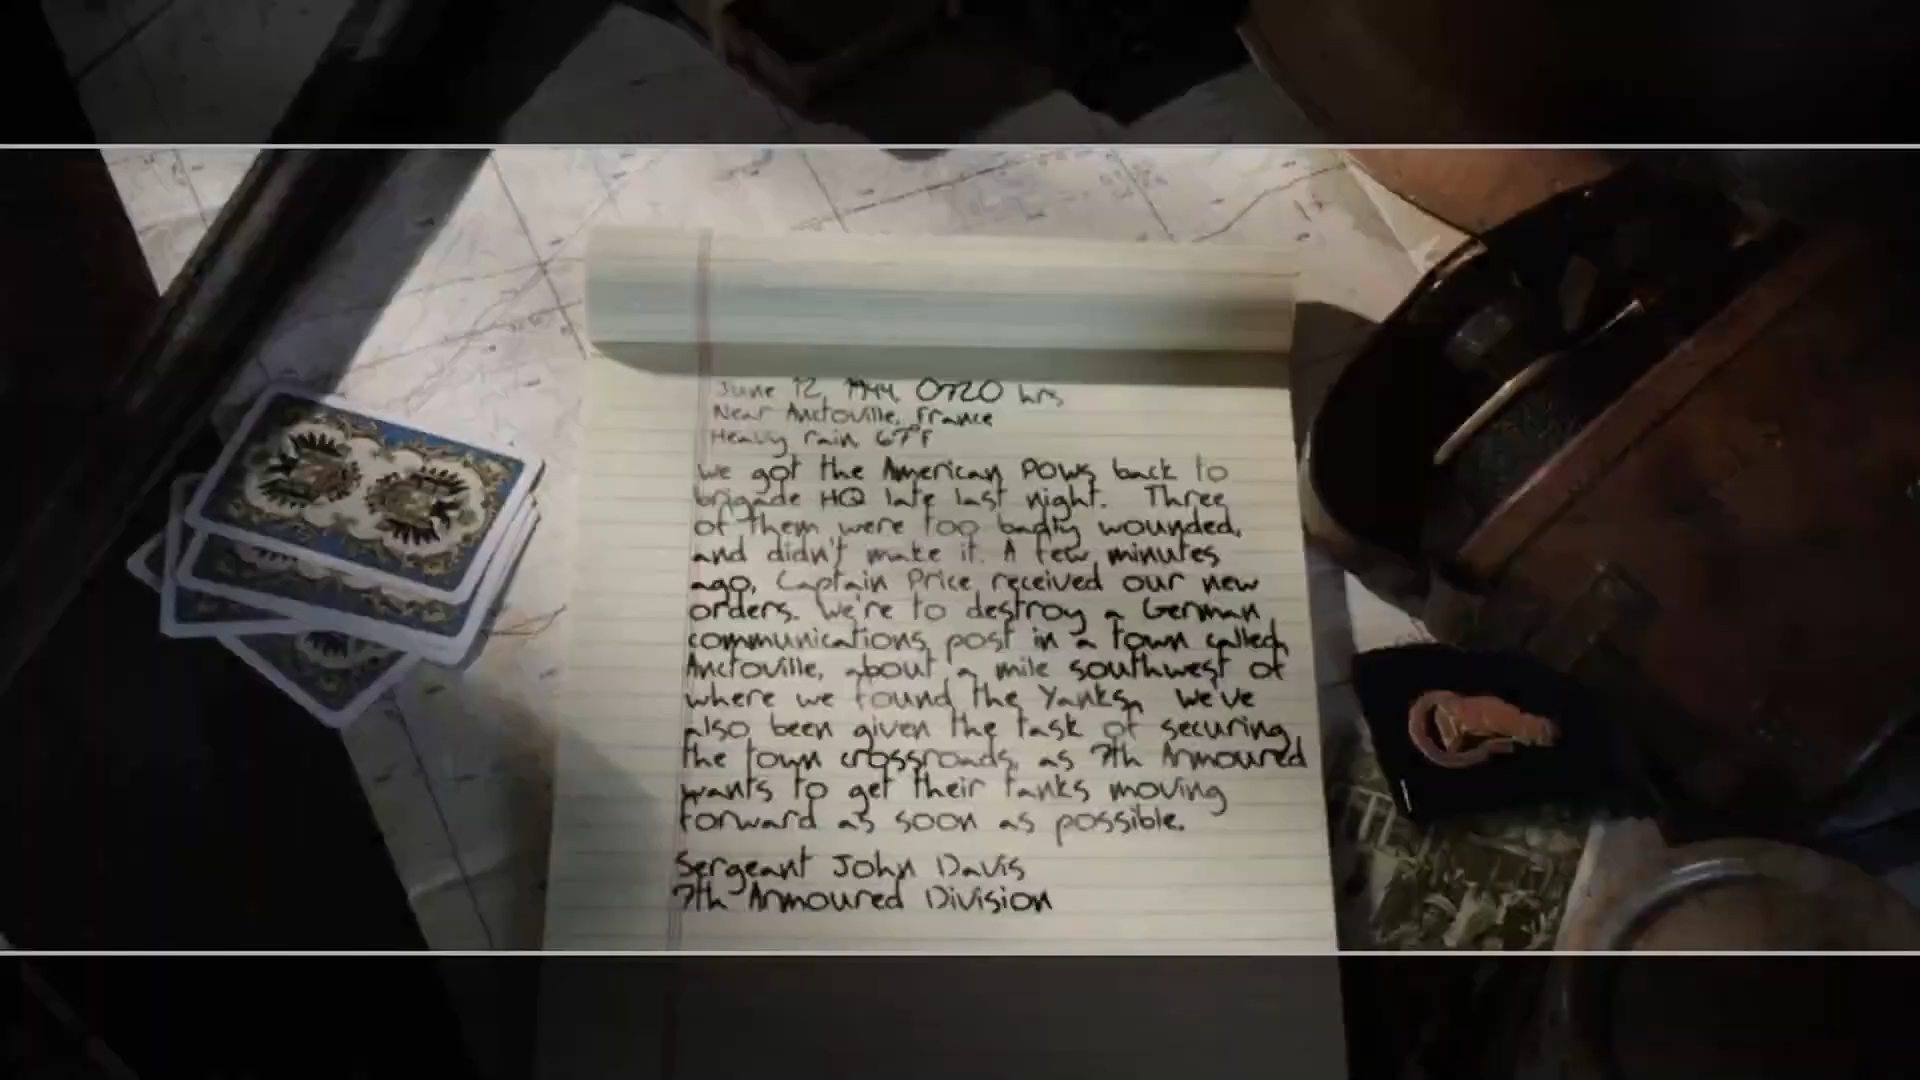 June 12, 1944, 0720 hrs
Near Anctoville, France
Heavy rain 67°F
We got the American POWs back to
brigade HQ late last night. Three
of them were too badly wounded,
and didn't make it. A few minutes
ago, Captain Price received our new
orders. We're to destroy a German
communications post in a town called
Anctoville, about a mile southwest of
where we found the Yanks. We've
also been given the task of securing
the town crossroads, as 7th Armoured
wants to get their tanks moving
forward as soon as possible.
Sergeant John Davis
7th Armoured Division